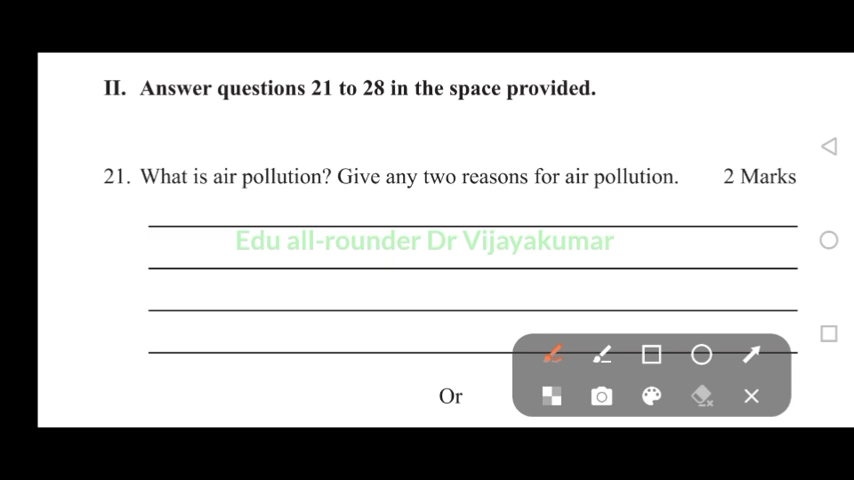 II. Answer questions 21 to 28 in the space provided.
21. What is air pollution? Give any two reasons for air pollution. 2 Marks
Edu all-rounder Dr Vijayakumar
Or